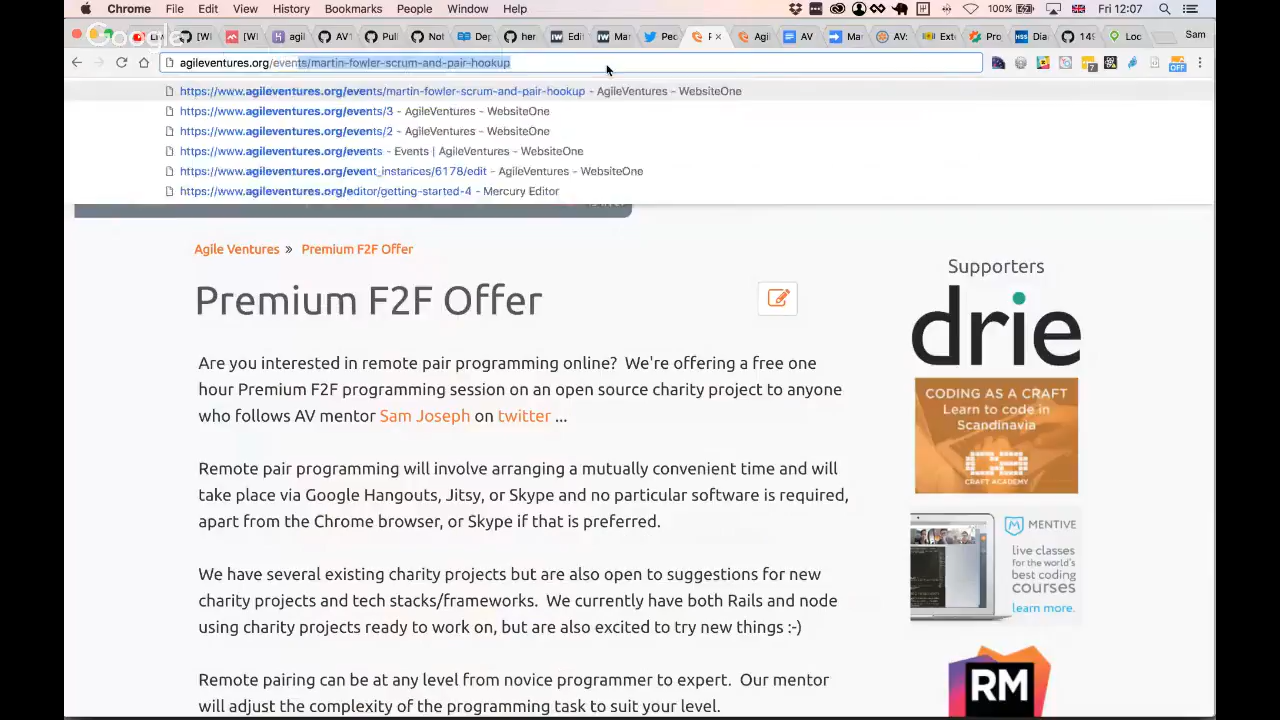 Chrome File Edit View History Bookmarks People Window Help 100% Fri 12:07
Google
Sam
agileventures.org/events/martin-fowler-scrum-and-pair-hookup
https://www.agileventures.org/events/martin-fowler-scrum-and-pair-hookup - AgileVentures - WebsiteOne
https://www.agileventures.org/events/3 - AgileVentures - WebsiteOne
https://www.agileventures.org/events/2 - AgileVentures - WebsiteOne
https://www.agileventures.org/events - Events | AgileVentures - WebsiteOne
https://www.agileventures.org/event_instances/6178/edit - AgileVentures - WebsiteOne
https://www.agileventures.org/editor/getting-started-4 - Mercury Editor
Agile Ventures » Premium F2F Offer
Premium F2F Offer
Are you interested in remote pair programming online? We're offering a free one
hour Premium F2F programming session on an open source charity project to anyone
who follows AV mentor Sam Joseph on twitter ...
Remote pair programming will involve arranging a mutually convenient time and will
take place via Google Hangouts, Jitsy, or Skype and no particular software is required,
apart from the Chrome browser, or Skype if that is preferred.
We have several existing charity projects but are also open to suggestions for new
charity projects and tech stacks/frameworks. We currently have both Rails and node
using charity projects ready to work on, but are also excited to try new things :-)
Remote pairing can be at any level from novice programmer to expert. Our mentor
will adjust the complexity of the programming task to suit your level.
Supporters
drie
CODING AS A CRAFT
Learn to code in
Scandinavia
CRAFT ACADEMY
MENTIVE
live classes
for the world's
best coding
courses
learn more.
RM